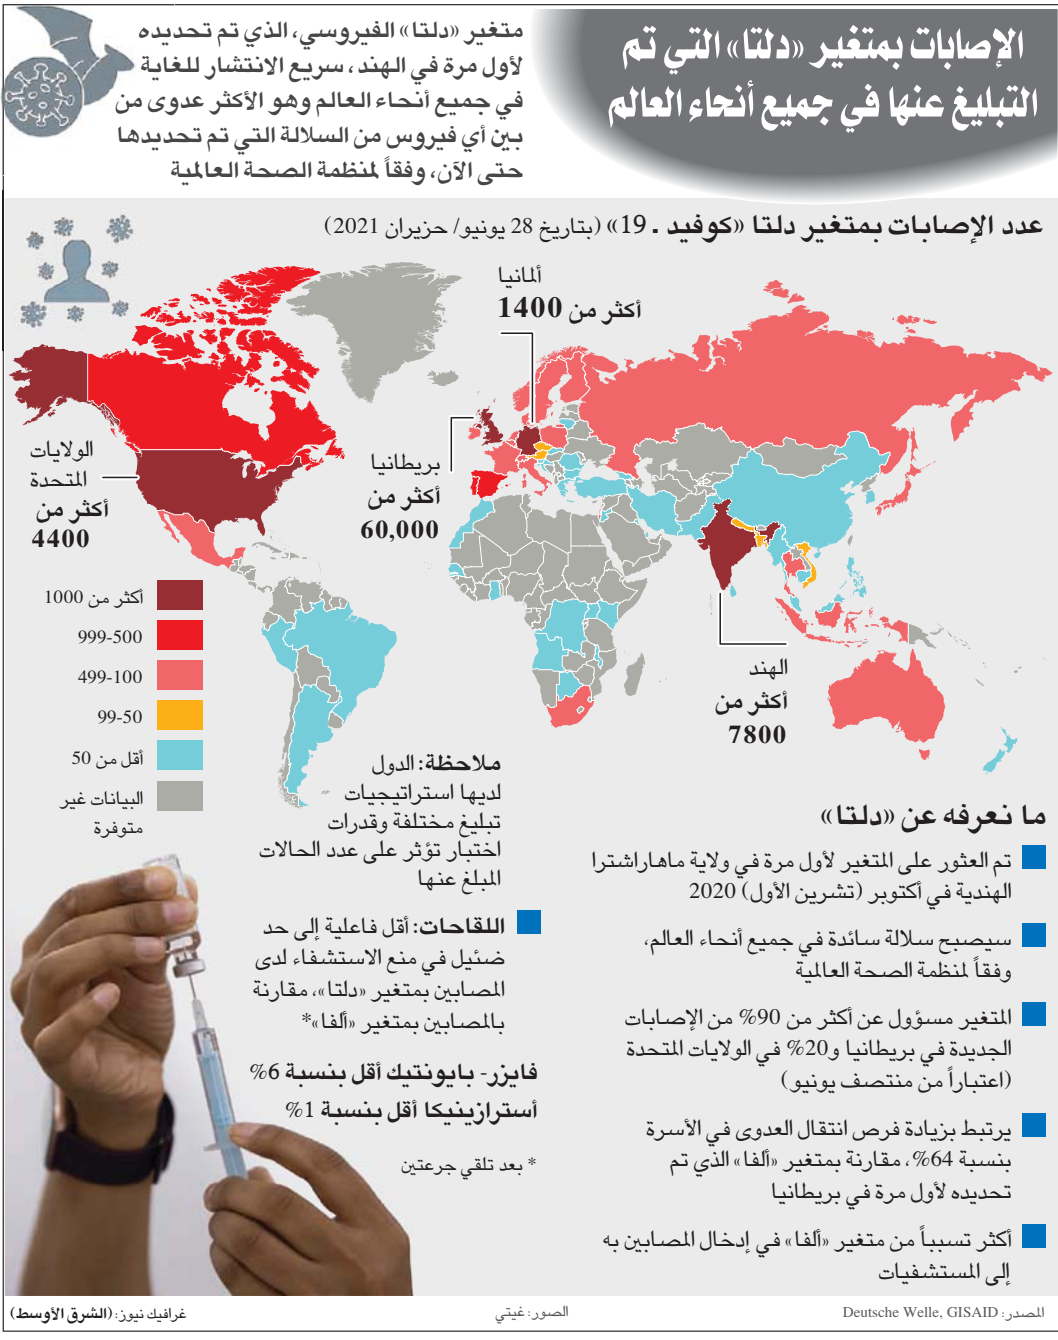 الإصابات بمتغير «دلتا» التي تم
التبليغ عنها في جميع أنحاء العالم
متغير «دلتا» الفيروسي، الذي تم تحديده
لأول مرة في الهند، سريع الانتشار للغاية
في جميع أنحاء العالم وهو الأكثر عدوى من
بين أي فيروس من السلالة التي تم تحديدها
حتى الآن، وفقاً لمنظمة الصحة العالمية
عدد الإصابات بمتغير دلتا «كوفيد ـ 19» (بتاريخ 28 يونيو/ حزيران 2021)
ألمانيا
أكثر من 1400
بريطانيا
أكثر من
60,000
الولايات
المتحدة
أكثر من
4400
الهند
أكثر من
7800
أكثر من 1000
999-500
499-100
99-50
أقل من 50
البيانات غير
متوفرة
ملاحظة: الدول
لديها استراتيجيات
تبليغ مختلفة وقدرات
اختبار تؤثر على عدد الحالات
المبلغ عنها
ما نعرفه عن «دلتا»
تم العثور على المتغير لأول مرة في ولاية ماهاراشترا
الهندية في أكتوبر (تشرين الأول) 2020
سيصبح سلالة سائدة في جميع أنحاء العالم،
وفقاً لمنظمة الصحة العالمية
المتغير مسؤول عن أكثر من 90% من الإصابات
الجديدة في بريطانيا و20% في الولايات المتحدة
(اعتباراً من منتصف يونيو)
يرتبط بزيادة فرص انتقال العدوى في الأسرة
بنسبة 64%، مقارنة بمتغير «ألفا» الذي تم
تحديده لأول مرة في بريطانيا
أكثر تسبباً من متغير «ألفا» في إدخال المصابين به
إلى المستشفيات
اللقاحات: أقل فاعلية إلى حد
ضئيل في منع الاستشفاء لدى
المصابين بمتغير «دلتا»، مقارنة
بالمصابين بمتغير «ألفا»*
فايزر- بايونتيك أقل بنسبة 6%
أسترازينيكا أقل بنسبة 1%
* بعد تلقي جرعتين
المصدر: Deutsche Welle, GISAID
الصور: غيتي
غرافيك نيوز: (الشرق الأوسط)